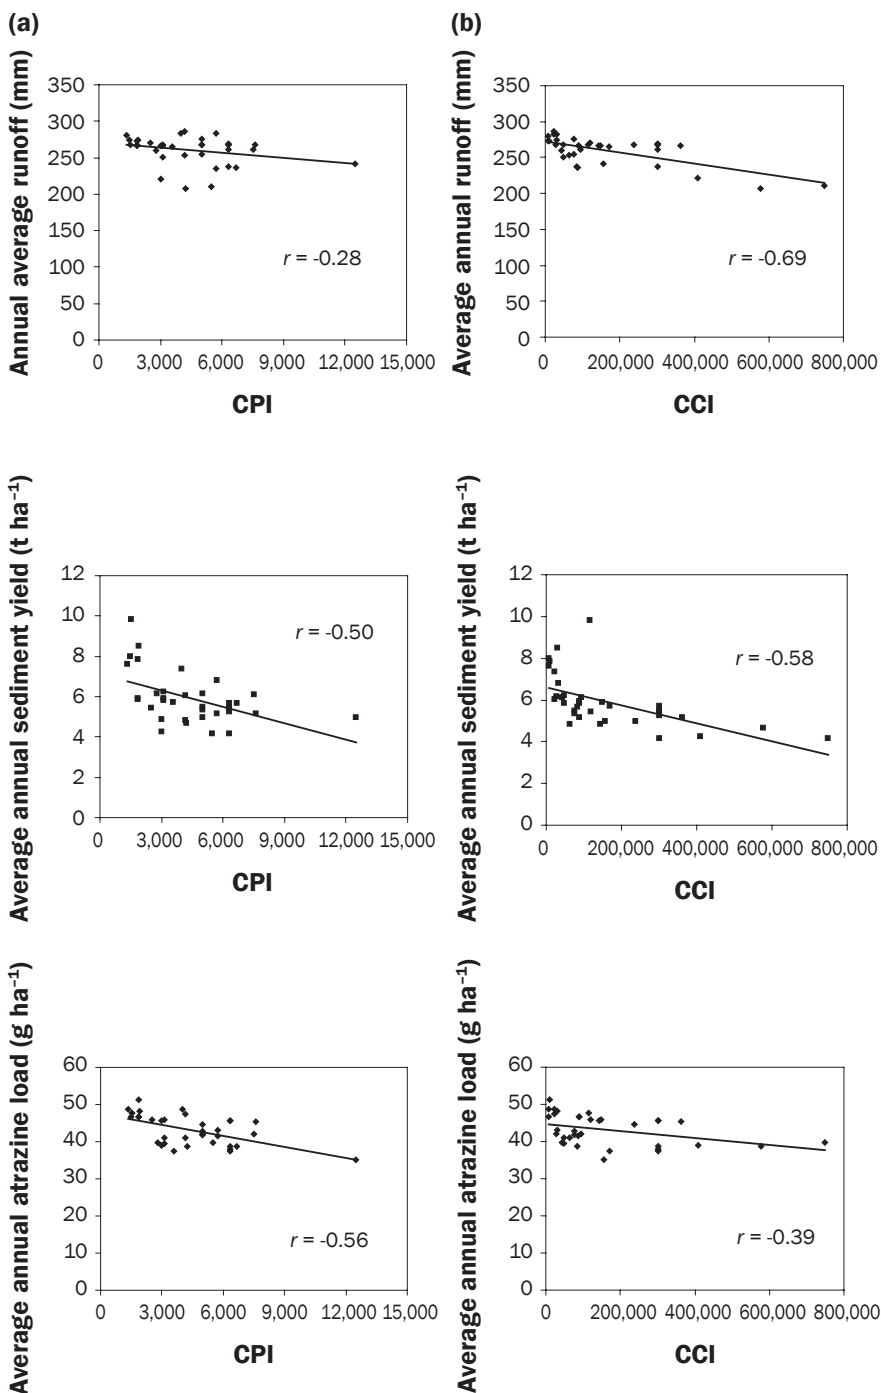 (a)
Annual average runoff (mm)
350
300
250
200
150
100
50
0
r = -0.28
0 3,000 6,000 9,000 12,000 15,000
CPI
(b)
Average annual runoff (mm)
350
300
250
200
150
100
50
0
r = -0.69
0 200,000 400,000 600,000 800,000
CCI
Average annual sediment yield (t ha⁻¹)
12
10
8
6
4
2
0
r = -0.50
0 3,000 6,000 9,000 12,000 15,000
CPI
Average annual sediment yield (t ha⁻¹)
12
10
8
6
4
2
0
r = -0.58
0 200,000 400,000 600,000 800,000
CCI
Average annual atrazine load (g ha⁻¹)
60
50
40
30
20
10
0
r = -0.56
0 3,000 6,000 9,000 12,000 15,000
CPI
Average annual atrazine load (g ha⁻¹)
60
50
40
30
20
10
0
r = -0.39
0 200,000 400,000 600,000 800,000
CCI